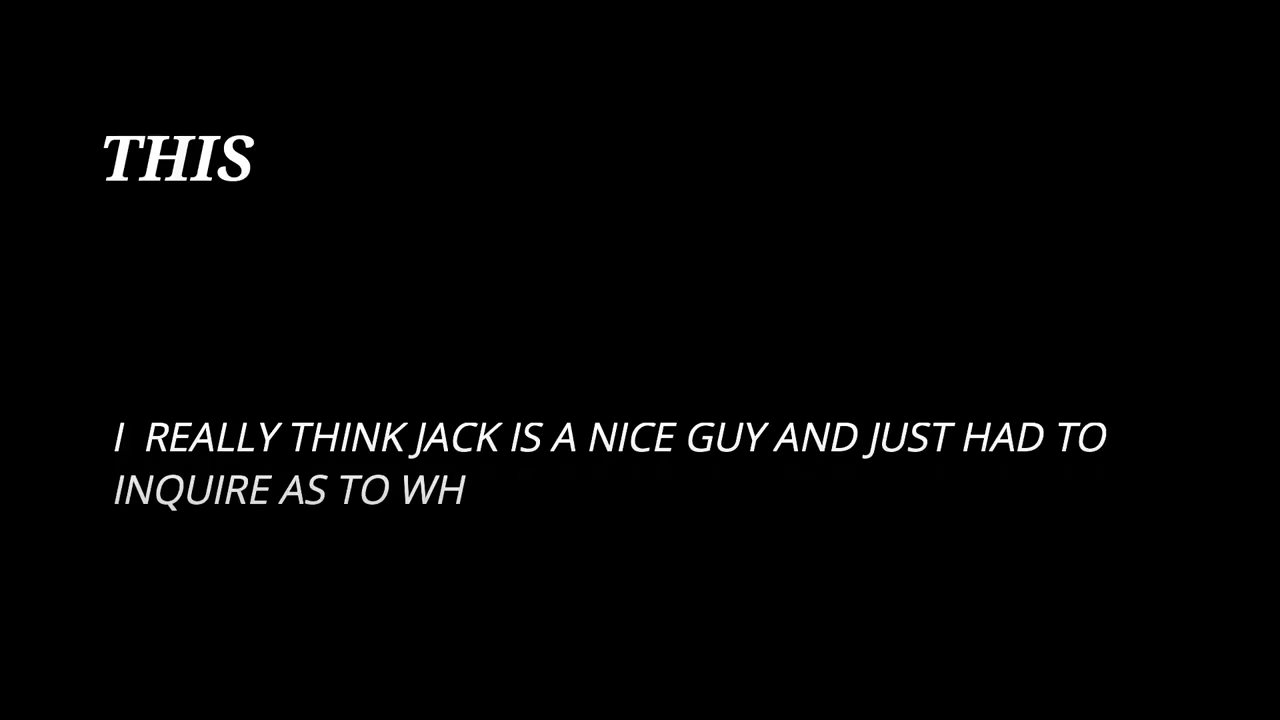 THIS
I  REALLY THINK JACK IS A NICE GUY AND JUST HAD TO
INQUIRE AS TO WH